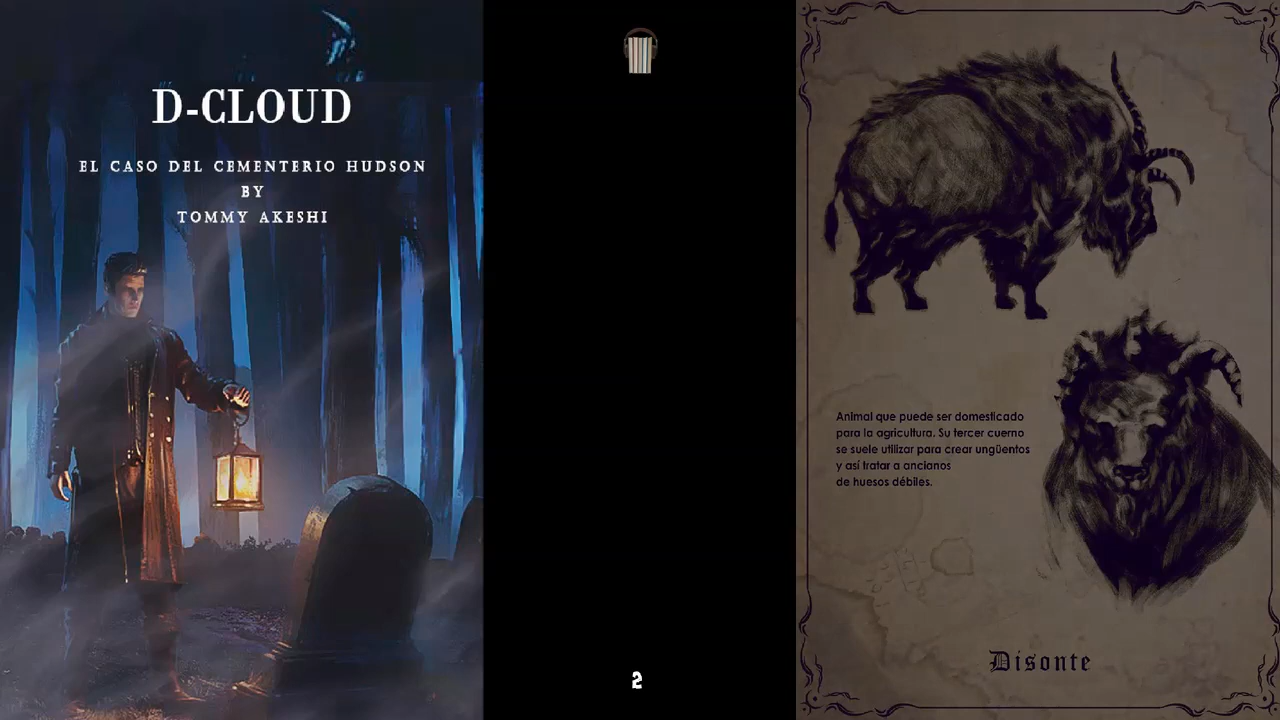 D-CLOUD
EL CASO DEL CEMENTERIO HUDSON
BY
TOMMY AKESHI
2
Animal que puede ser domesticado
para la agricultura. Su tercer cuerno
se suele utilizar para crear ungüentos
y así tratar a ancianos
de huesos débiles.
Disonte